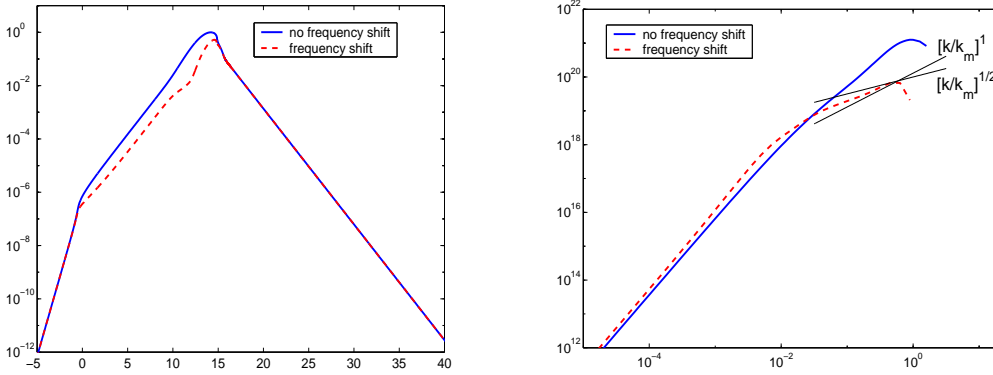 no frequency shift
frequency shift
10^0
10^-2
10^-4
10^-6
10^-8
10^-10
10^-12
-5 0 5 10 15 20 25 30 35 40
no frequency shift
frequency shift
10^22
10^20
10^18
10^16
10^14
10^12
[k/k_m]^1
[k/k_m]^1/2
10^-4 10^-2 10^0